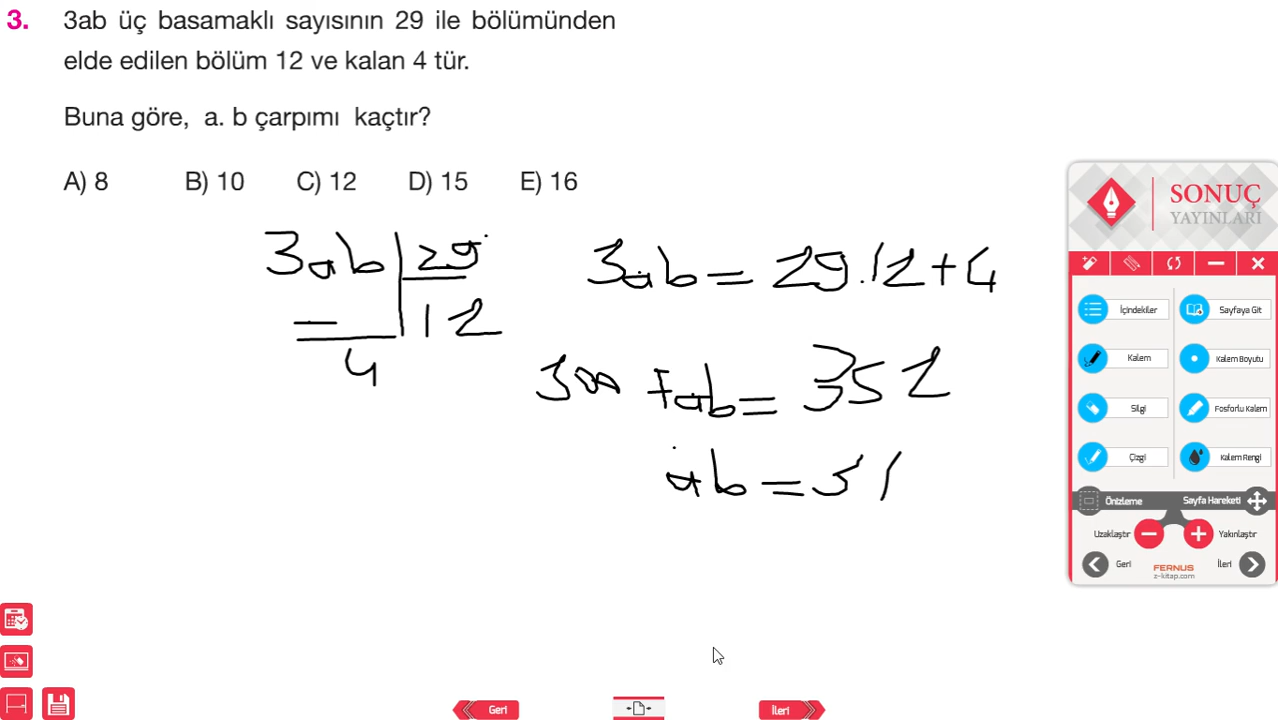 3. 3ab üç basamaklı sayısının 29 ile bölümünden
elde edilen bölüm 12 ve kalan 4 tür.
Buna göre, a. b çarpımı kaçtır?
A) 8 B) 10 C) 12 D) 15 E) 16
3ab 29
12
4
3ab = 29.12+4
300 +ab = 352
ab = 5
SONUÇ
YAYINLARI
İçindekiler
Sayfaya Git
Kalem
Kalem Boyutu
Silgi
Fosforlu Kalem
Çizgi
Kalem Rengi
Önizleme
Sayfa Hareketi
Uzaklaştır
Yakınlaştır
Geri
İleri
FERNUS
z-kitap.com
Geri
İleri